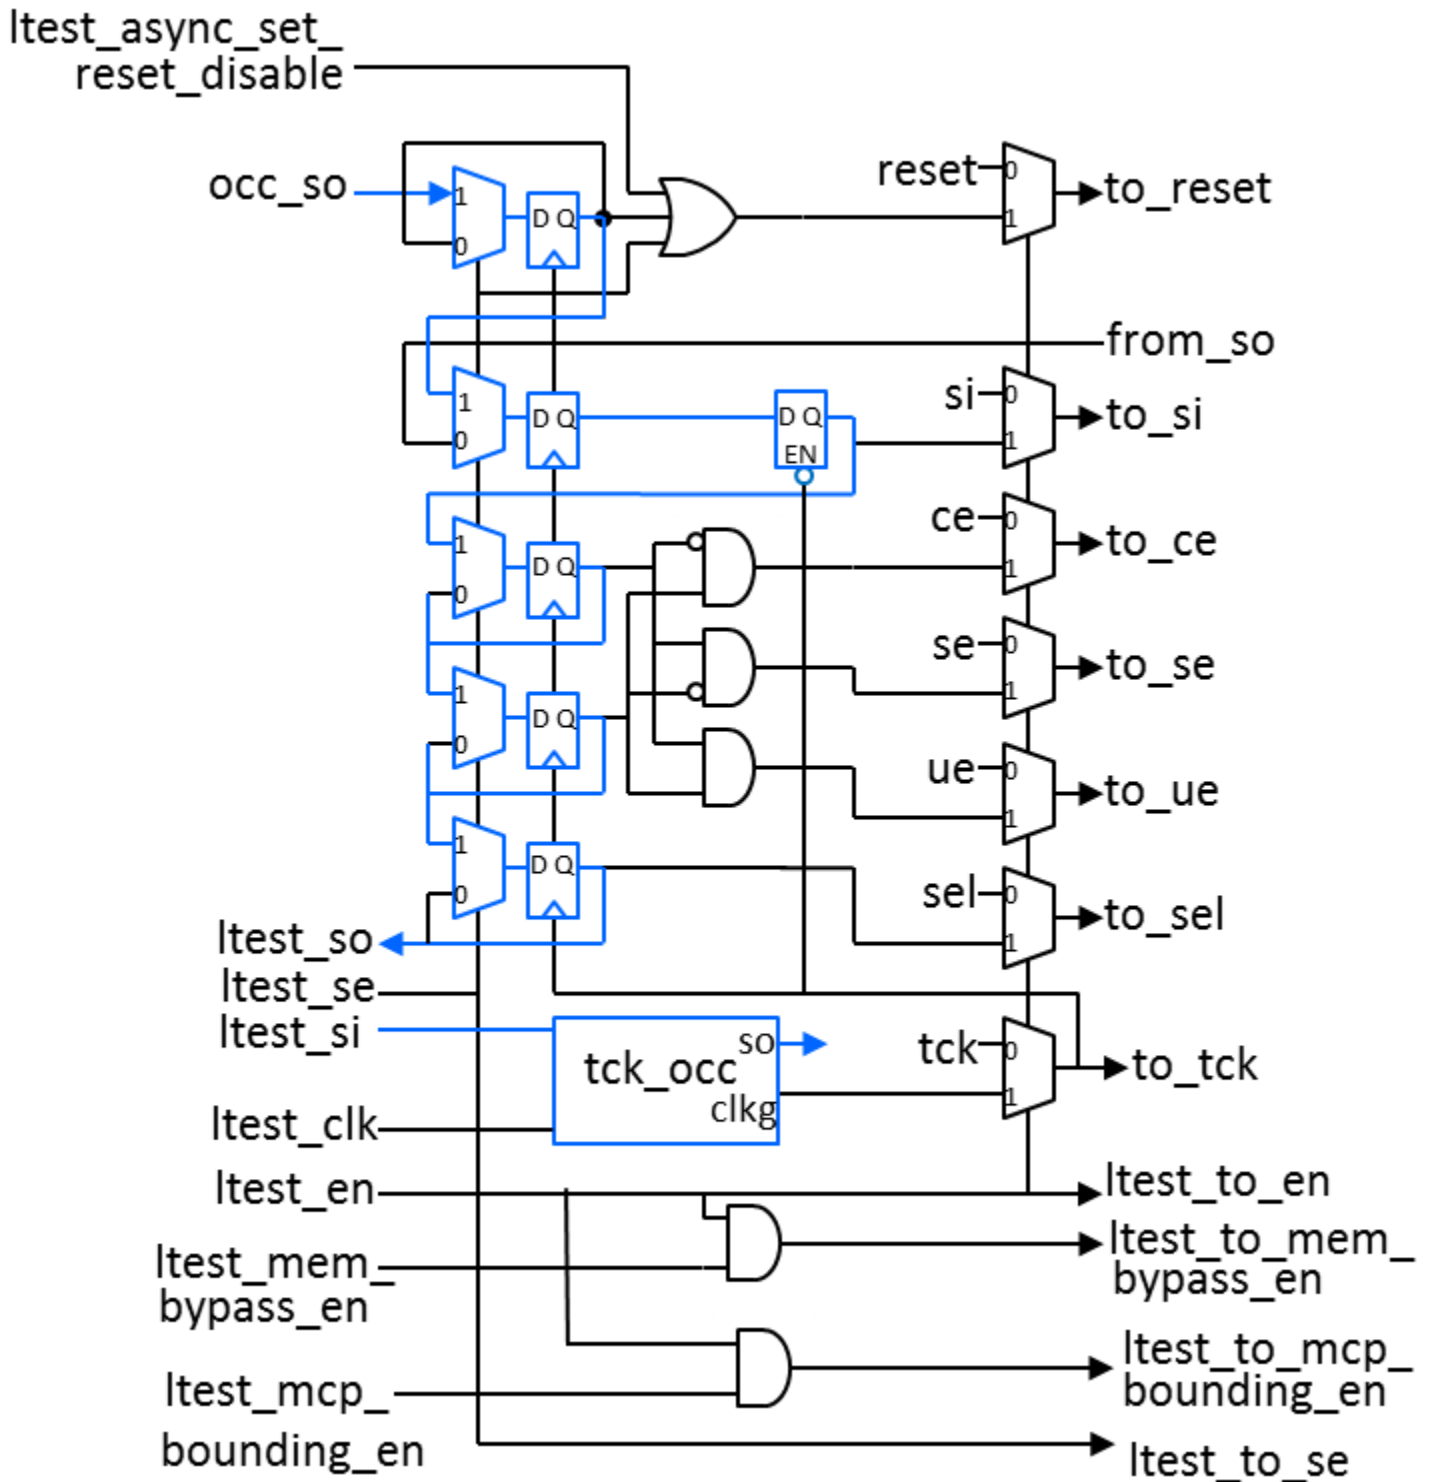 ltest_async_set_
reset_disable
occ_so
1
0
D Q
reset
0
1
to_reset
from_so
1
0
D Q
D Q
EN
si
0
1
to_si
1
0
D Q
ce
0
1
to_ce
1
0
D Q
se
0
1
to_se
ue
0
1
to_ue
1
0
D Q
sel
0
1
to_sel
ltest_so
ltest_se
ltest_si
tck_occ
so
clkg
tck
0
1
to_tck
ltest_clk
ltest_en
ltest_to_en
ltest_mem_
bypass_en
ltest_to_mem_
bypass_en
ltest_mcp_
bounding_en
ltest_to_mcp_
bounding_en
ltest_to_se